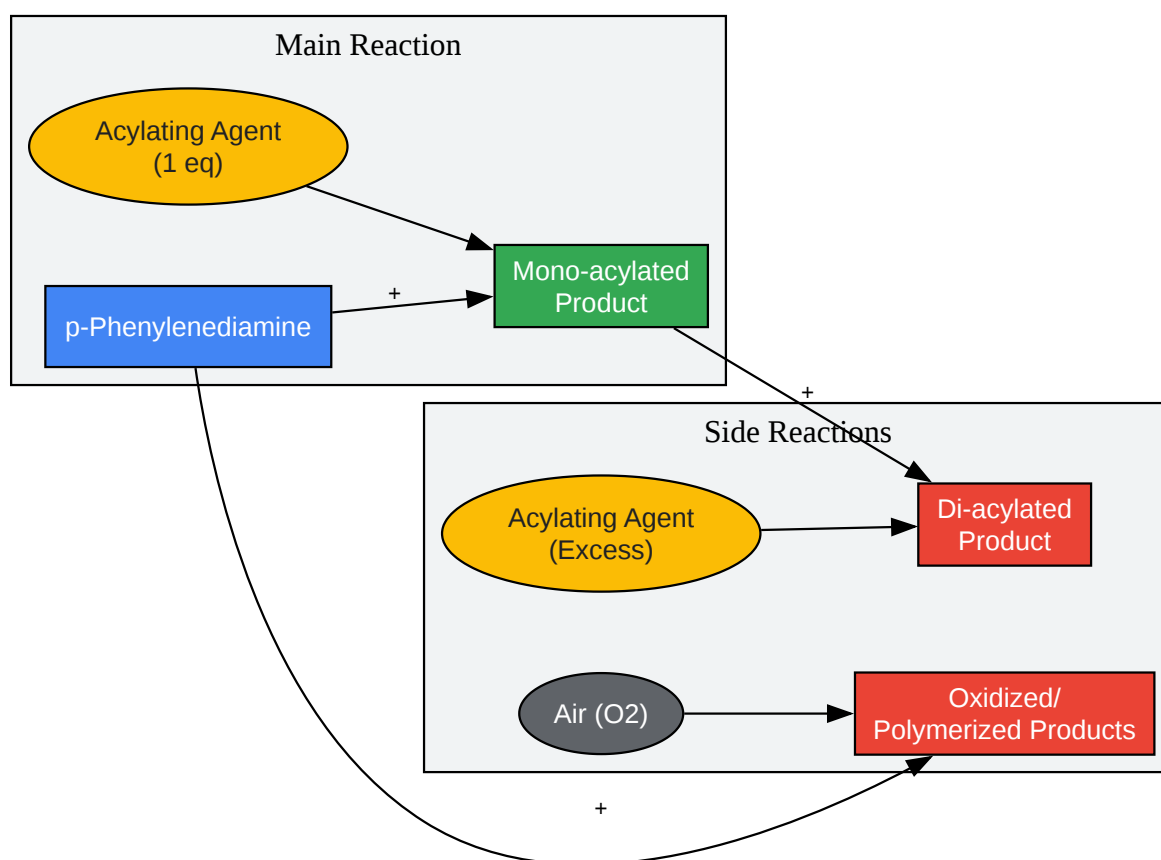 Main Reaction
Acylating Agent
(1 eq)
Mono-acylated
Product
+
p-Phenylenediamine
+
Side Reactions
Acylating Agent
(Excess)
Di-acylated
Product
Air (O2)
Oxidized/
Polymerized Products
+